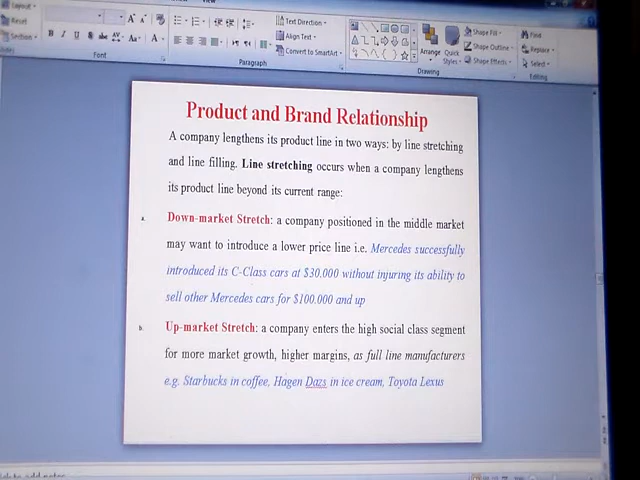 Layout
View
Reset
Section
Font
Text Direction
Align Text
Convert to SmartArt
Paragraph
Arrange
Quick
Styles
Shape Fill
Shape Outline
Shape Effects
Drawing
Find
Replace
Select
Editing
Product and Brand Relationship
A company lengthens its product line in two ways: by line stretching
and line filling. Line stretching occurs when a company lengthens
its product line beyond its current range:
a. Down-market Stretch: a company positioned in the middle market
may want to introduce a lower price line i.e. Mercedes successfully
introduced its C-Class cars at $30.000 without injuring its ability to
sell other Mercedes cars for $100.000 and up
b. Up-market Stretch: a company enters the high social class segment
for more market growth, higher margins, as full line manufacturers
e.g. Starbucks in coffee, Hagen Dazs in ice cream, Toyota Lexus